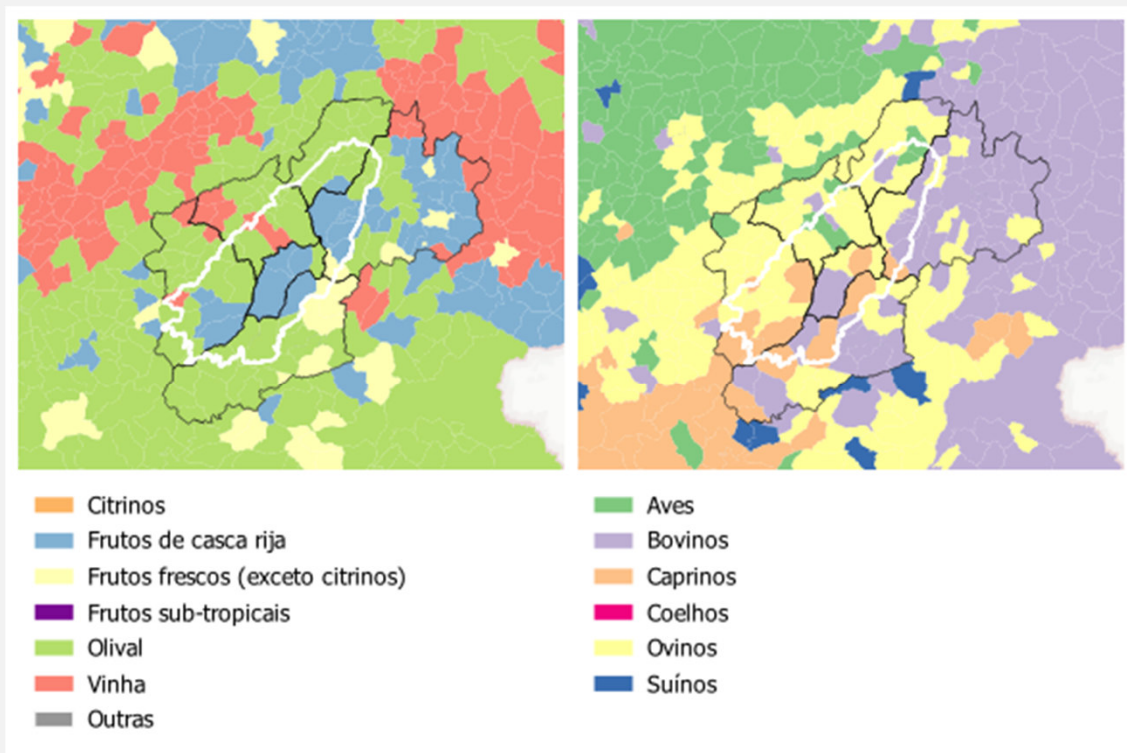 Citrinos
Frutos de casca rija
Frutos frescos (exceto citrinos)
Frutos sub-tropicais
Olival
Vinha
Outras
Aves
Bovinos
Caprinos
Coelhos
Ovinos
Suínos